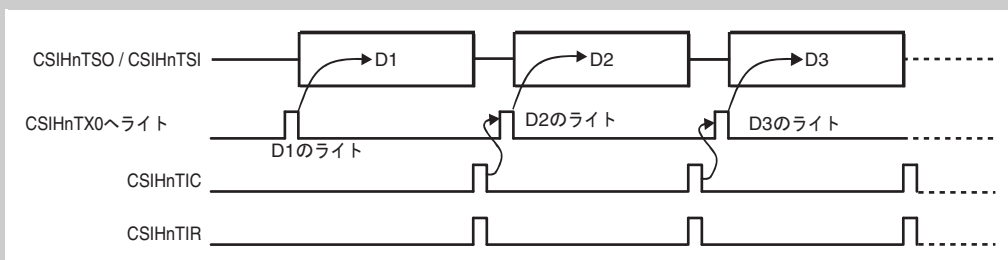 CSIHnTSO / CSIHnTSI
D1
D2
D3
CSIHnTX0へライト
D1のライト
D2のライト
D3のライト
CSIHnTIC
CSIHnTIR